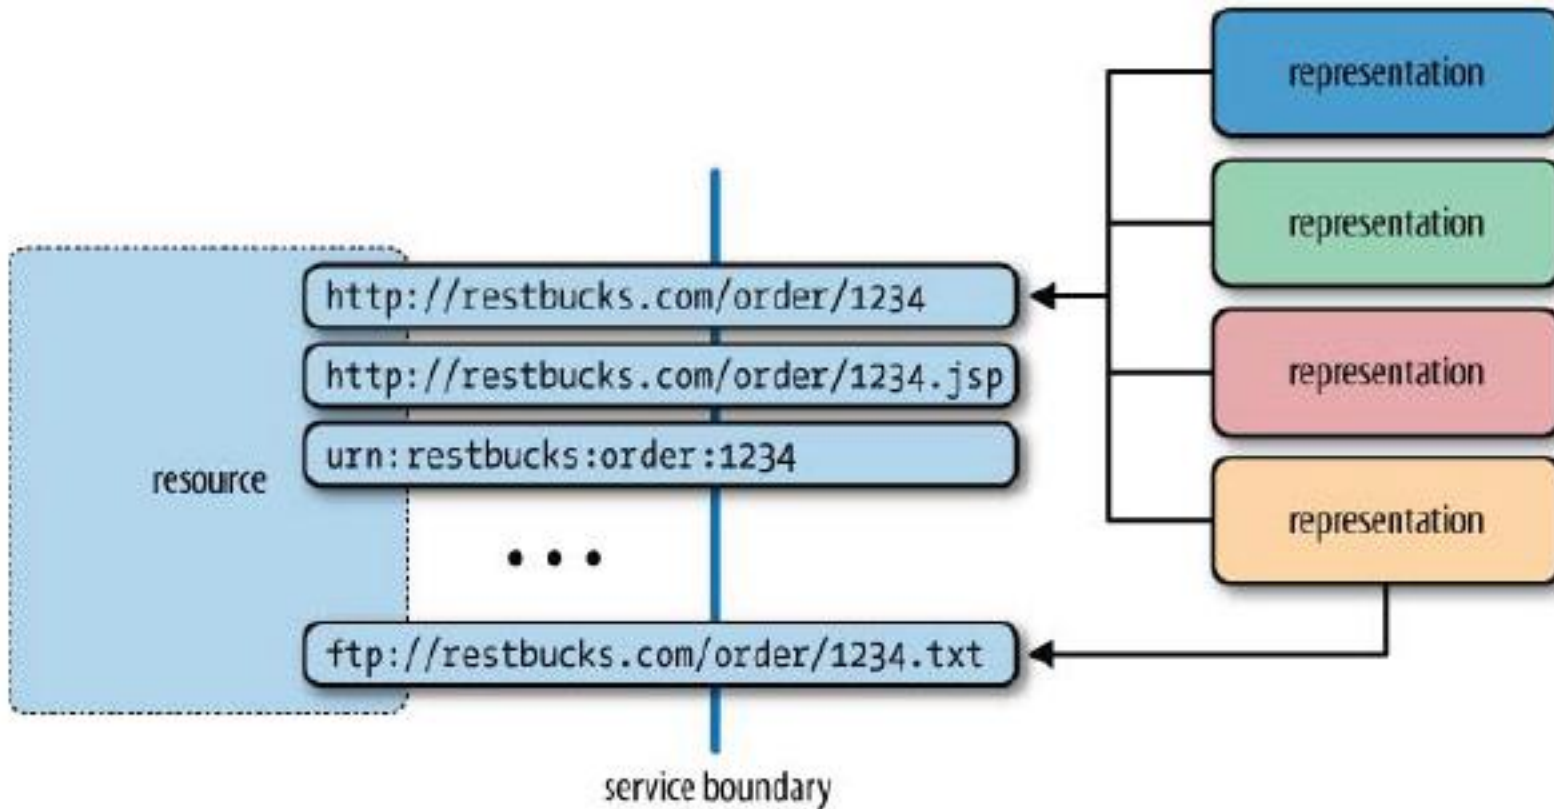 representation
representation
http://restbucks.com/order/1234
http://restbucks.com/order/1234.jsp
representation
urn:restbucks:order:1234
resource
representation
...
ftp://restbucks.com/order/1234.txt
service boundary